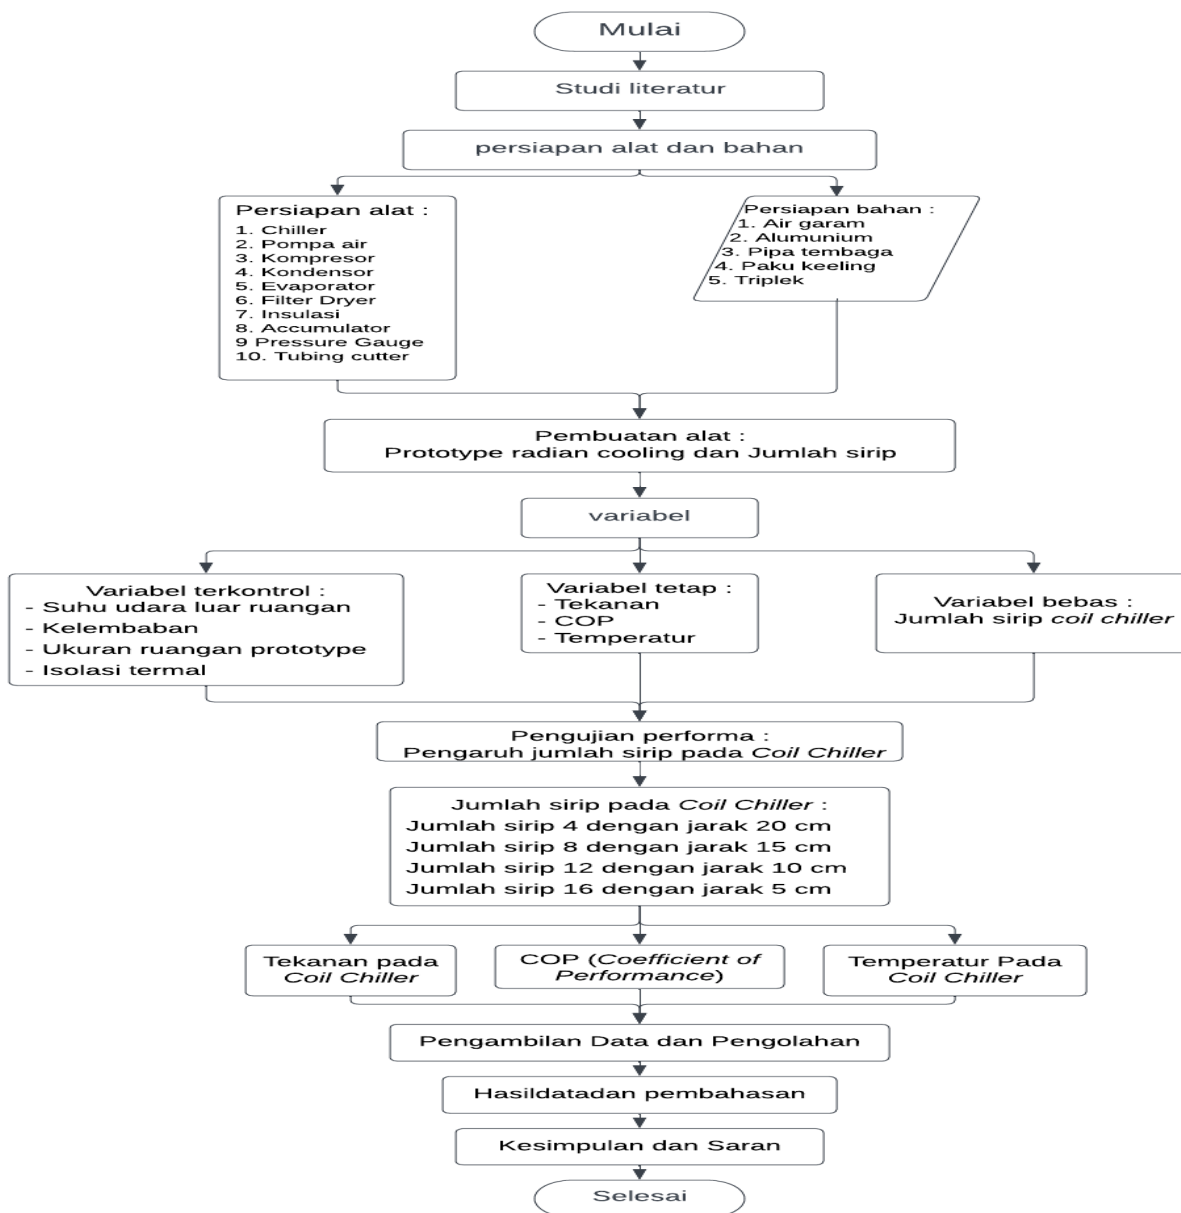 Mulai
Studi literatur
persiapan alat dan bahan
Persiapan alat :
1. Chiller
2. Pompa air
3. Kompresor
4. Kondensor
5. Evaporator
6. Filter Dryer
7. Insulasi
8. Accumulator
9 Pressure Gauge
10. Tubing cutter
Persiapan bahan :
1. Air garam
2. Alumunium
3. Pipa tembaga
4. Paku keeling
5. Triplek
Pembuatan alat :
Prototype radian cooling dan Jumlah sirip
variabel
Variabel terkontrol :
- Suhu udara luar ruangan
- Kelembaban
- Ukuran ruangan prototype
- Isolasi termal
Variabel tetap :
- Tekanan
- COP
- Temperatur
Variabel bebas :
Jumlah sirip coil chiller
Pengujian performa :
Pengaruh jumlah sirip pada Coil Chiller
Jumlah sirip pada Coil Chiller :
Jumlah sirip 4 dengan jarak 20 cm
Jumlah sirip 8 dengan jarak 15 cm
Jumlah sirip 12 dengan jarak 10 cm
Jumlah sirip 16 dengan jarak 5 cm
Tekanan pada
Coil Chiller
COP (Coefficient of
Performance)
Temperatur Pada
Coil Chiller
Pengambilan Data dan Pengolahan
Hasildatadan pembahasan
Kesimpulan dan Saran
Selesai